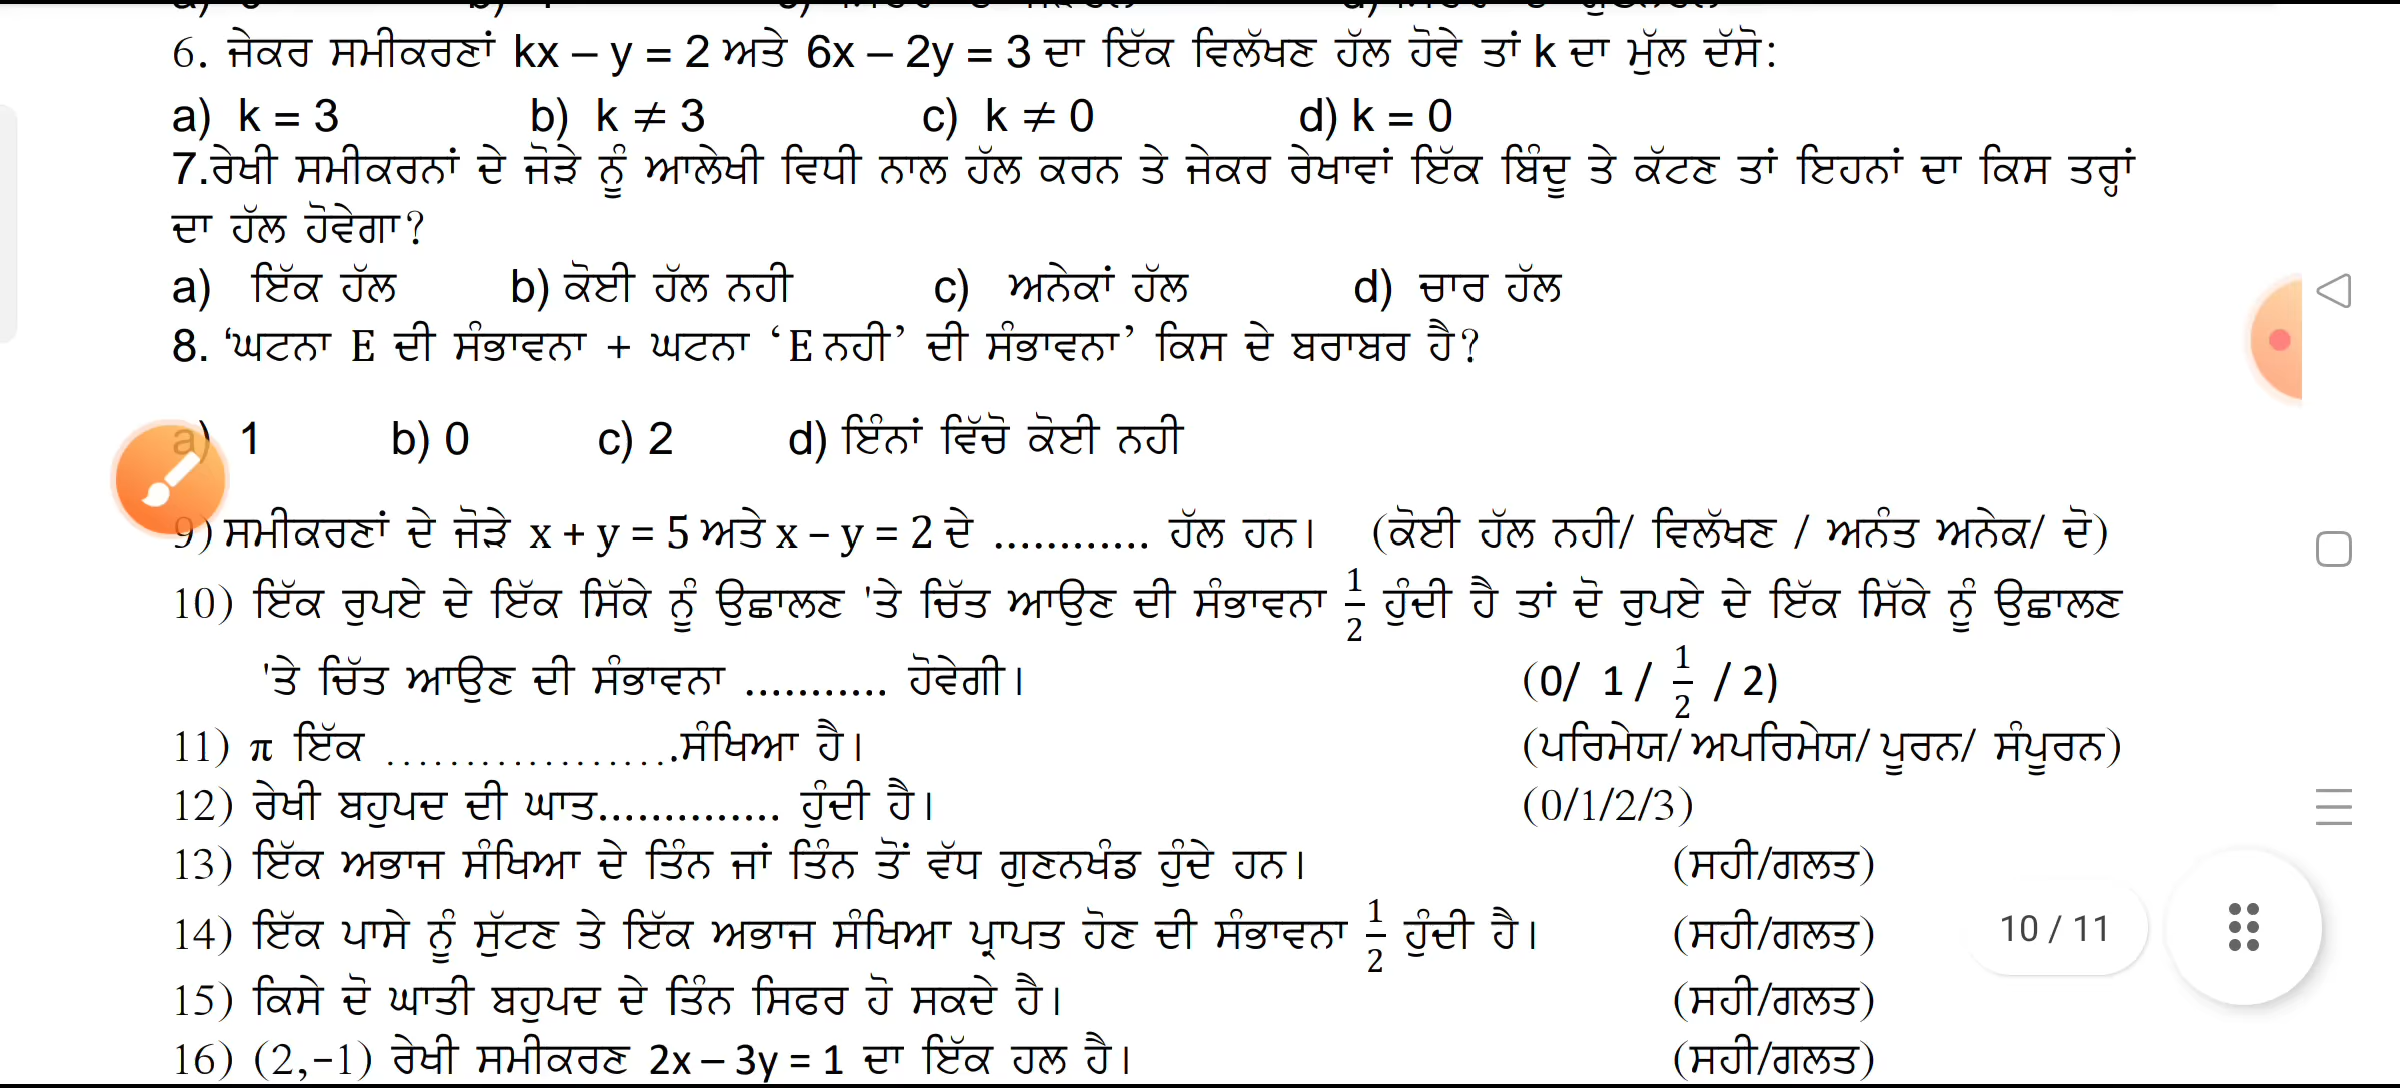 6. ਜੇਕਰ ਸਮੀਕਰਣਾਂ kx – y = 2 ਅਤੇ 6x – 2y = 3 ਦਾ ਇੱਕ ਵਿਲੱਖਣ ਹੱਲ ਹੋਵੇ ਤਾਂ k ਦਾ ਮੁੱਲ ਦੱਸੋ:
a) k = 3 b) k ≠ 3 c) k ≠ 0 d) k = 0
7.ਰੇਖੀ ਸਮੀਕਰਨਾਂ ਦੇ ਜੋੜੇ ਨੂੰ ਆਲੇਖੀ ਵਿਧੀ ਨਾਲ ਹੱਲ ਕਰਨ ਤੇ ਜੇਕਰ ਰੇਖਾਵਾਂ ਇੱਕ ਬਿੰਦੂ ਤੇ ਕੱਟਣ ਤਾਂ ਇਹਨਾਂ ਦਾ ਕਿਸ ਤਰ੍ਹਾਂ
ਦਾ ਹੱਲ ਹੋਵੇਗਾ?
a) ਇੱਕ ਹੱਲ b) ਕੋਈ ਹੱਲ ਨਹੀ c) ਅਨੇਕਾਂ ਹੱਲ d) ਚਾਰ ਹੱਲ
8. ‘ਘਟਨਾ E ਦੀ ਸੰਭਾਵਨਾ + ਘਟਨਾ ‘E ਨਹੀ’ ਦੀ ਸੰਭਾਵਨਾ’ ਕਿਸ ਦੇ ਬਰਾਬਰ ਹੈ?
a) 1 b) 0 c) 2 d) ਇੰਨਾਂ ਵਿੱਚੋ ਕੋਈ ਨਹੀ
9) ਸਮੀਕਰਣਾਂ ਦੇ ਜੋੜੇ x + y = 5 ਅਤੇ x – y = 2 ਦੇ ............ ਹੱਲ ਹਨ। (ਕੋਈ ਹੱਲ ਨਹੀ/ ਵਿਲੱਖਣ / ਅਨੰਤ ਅਨੇਕ/ ਦੋ)
10) ਇੱਕ ਰੁਪਏ ਦੇ ਇੱਕ ਸਿੱਕੇ ਨੂੰ ਉਛਾਲਣ 'ਤੇ ਚਿੱਤ ਆਉਣ ਦੀ ਸੰਭਾਵਨਾ 1/2 ਹੁੰਦੀ ਹੈ ਤਾਂ ਦੋ ਰੁਪਏ ਦੇ ਇੱਕ ਸਿੱਕੇ ਨੂੰ ਉਛਾਲਣ
'ਤੇ ਚਿੱਤ ਆਉਣ ਦੀ ਸੰਭਾਵਨਾ ........... ਹੋਵੇਗੀ। (0/ 1 / 1/2 / 2)
11) π ਇੱਕ ...................ਸੰਖਿਆ ਹੈ। (ਪਰਿਮੇਯ/ ਅਪਰਿਮੇਯ/ ਪੂਰਨ/ ਸੰਪੂਰਨ)
12) ਰੇਖੀ ਬਹੁਪਦ ਦੀ ਘਾਤ.............. ਹੁੰਦੀ ਹੈ। (0/1/2/3)
13) ਇੱਕ ਅਭਾਜ ਸੰਖਿਆ ਦੇ ਤਿੰਨ ਜਾਂ ਤਿੰਨ ਤੋਂ ਵੱਧ ਗੁਣਨਖੰਡ ਹੁੰਦੇ ਹਨ। (ਸਹੀ/ਗਲਤ)
14) ਇੱਕ ਪਾਸੇ ਨੂੰ ਸੁੱਟਣ ਤੇ ਇੱਕ ਅਭਾਜ ਸੰਖਿਆ ਪ੍ਰਾਪਤ ਹੋਣ ਦੀ ਸੰਭਾਵਨਾ 1/2 ਹੁੰਦੀ ਹੈ। (ਸਹੀ/ਗਲਤ)
10 / 11
15) ਕਿਸੇ ਦੋ ਘਾਤੀ ਬਹੁਪਦ ਦੇ ਤਿੰਨ ਸਿਫਰ ਹੋ ਸਕਦੇ ਹੈ। (ਸਹੀ/ਗਲਤ)
16) (2,−1) ਰੇਖੀ ਸਮੀਕਰਣ 2x – 3y = 1 ਦਾ ਇੱਕ ਹਲ ਹੈ। (ਸਹੀ/ਗਲਤ)